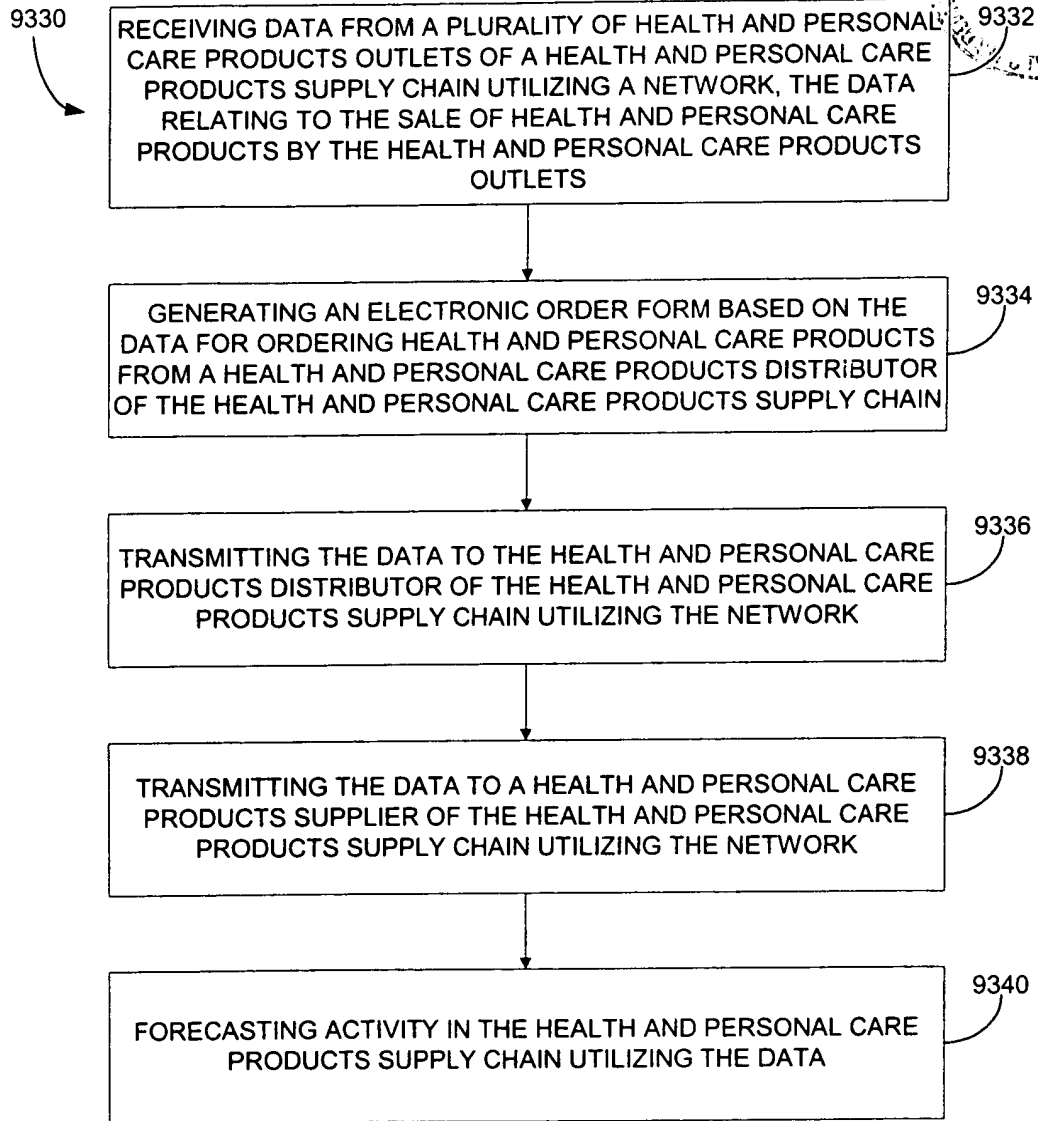 9330
RECEIVING DATA FROM A PLURALITY OF HEALTH AND PERSONAL
CARE PRODUCTS OUTLETS OF A HEALTH AND PERSONAL CARE
PRODUCTS SUPPLY CHAIN UTILIZING A NETWORK, THE DATA
RELATING TO THE SALE OF HEALTH AND PERSONAL CARE
PRODUCTS BY THE HEALTH AND PERSONAL CARE PRODUCTS
OUTLETS
9332
GENERATING AN ELECTRONIC ORDER FORM BASED ON THE
DATA FOR ORDERING HEALTH AND PERSONAL CARE PRODUCTS
FROM A HEALTH AND PERSONAL CARE PRODUCTS DISTRIBUTOR
OF THE HEALTH AND PERSONAL CARE PRODUCTS SUPPLY CHAIN
9334
TRANSMITTING THE DATA TO THE HEALTH AND PERSONAL CARE
PRODUCTS DISTRIBUTOR OF THE HEALTH AND PERSONAL CARE
PRODUCTS SUPPLY CHAIN UTILIZING THE NETWORK
9336
TRANSMITTING THE DATA TO A HEALTH AND PERSONAL CARE
PRODUCTS SUPPLIER OF THE HEALTH AND PERSONAL CARE
PRODUCTS SUPPLY CHAIN UTILIZING THE NETWORK
9338
FORECASTING ACTIVITY IN THE HEALTH AND PERSONAL CARE
PRODUCTS SUPPLY CHAIN UTILIZING THE DATA
9340